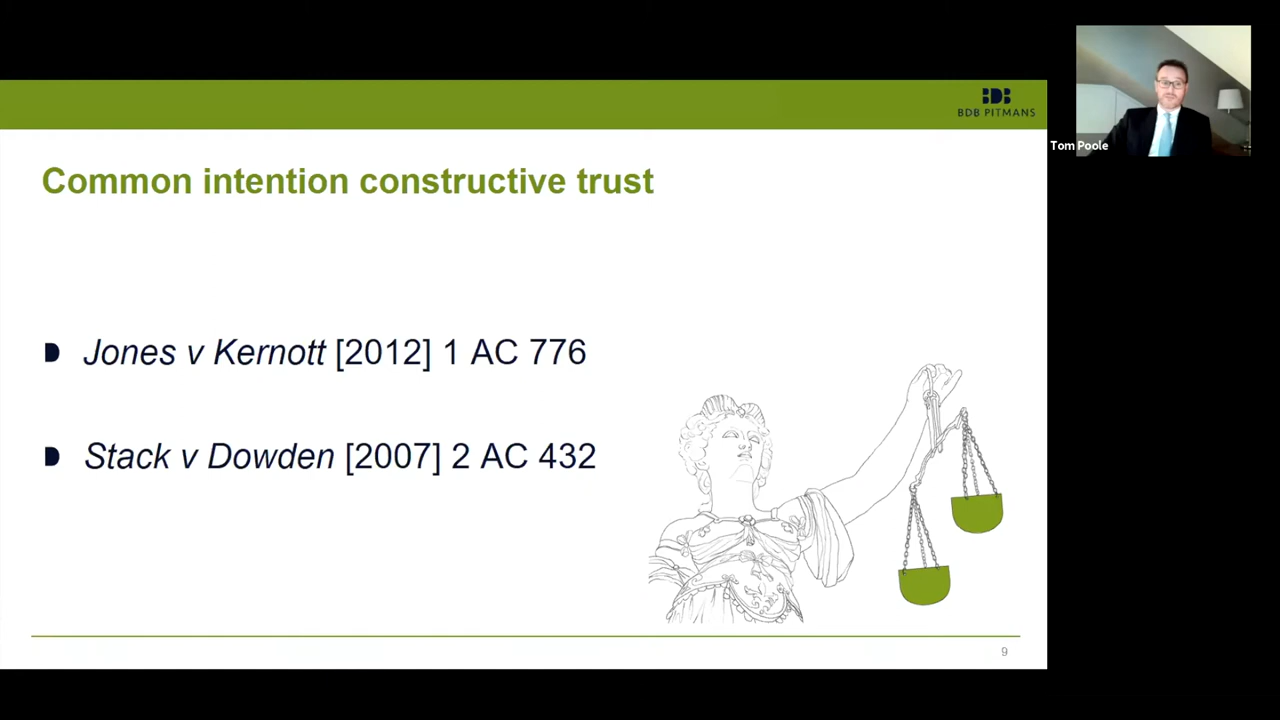 BDB
BDB PITMANS
Tom Poole
Common intention constructive trust
Jones v Kernott [2012] 1 AC 776
Stack v Dowden [2007] 2 AC 432
9